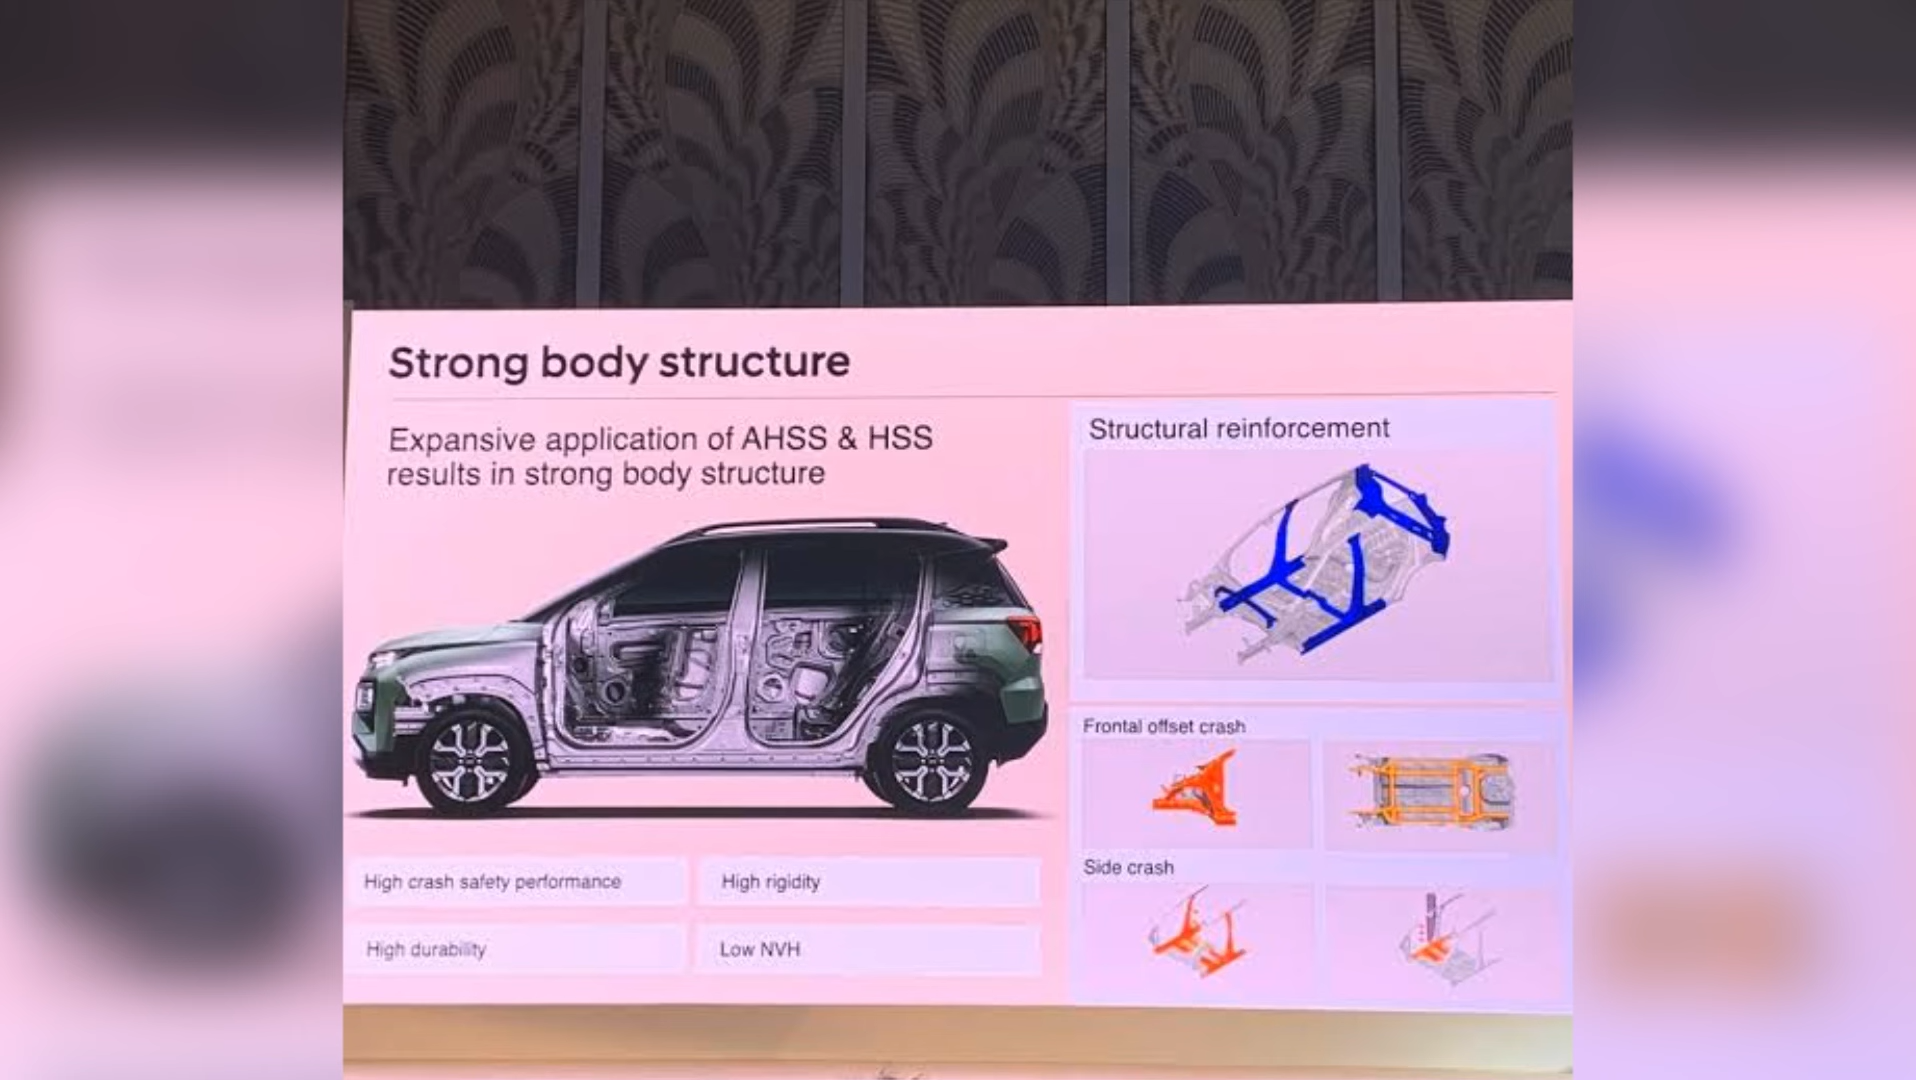 Strong body structure
Expansive application of AHSS & HSS
results in strong body structure
High crash safety performance
High rigidity
High durability
Low NVH
Structural reinforcement
Frontal offset crash
Side crash